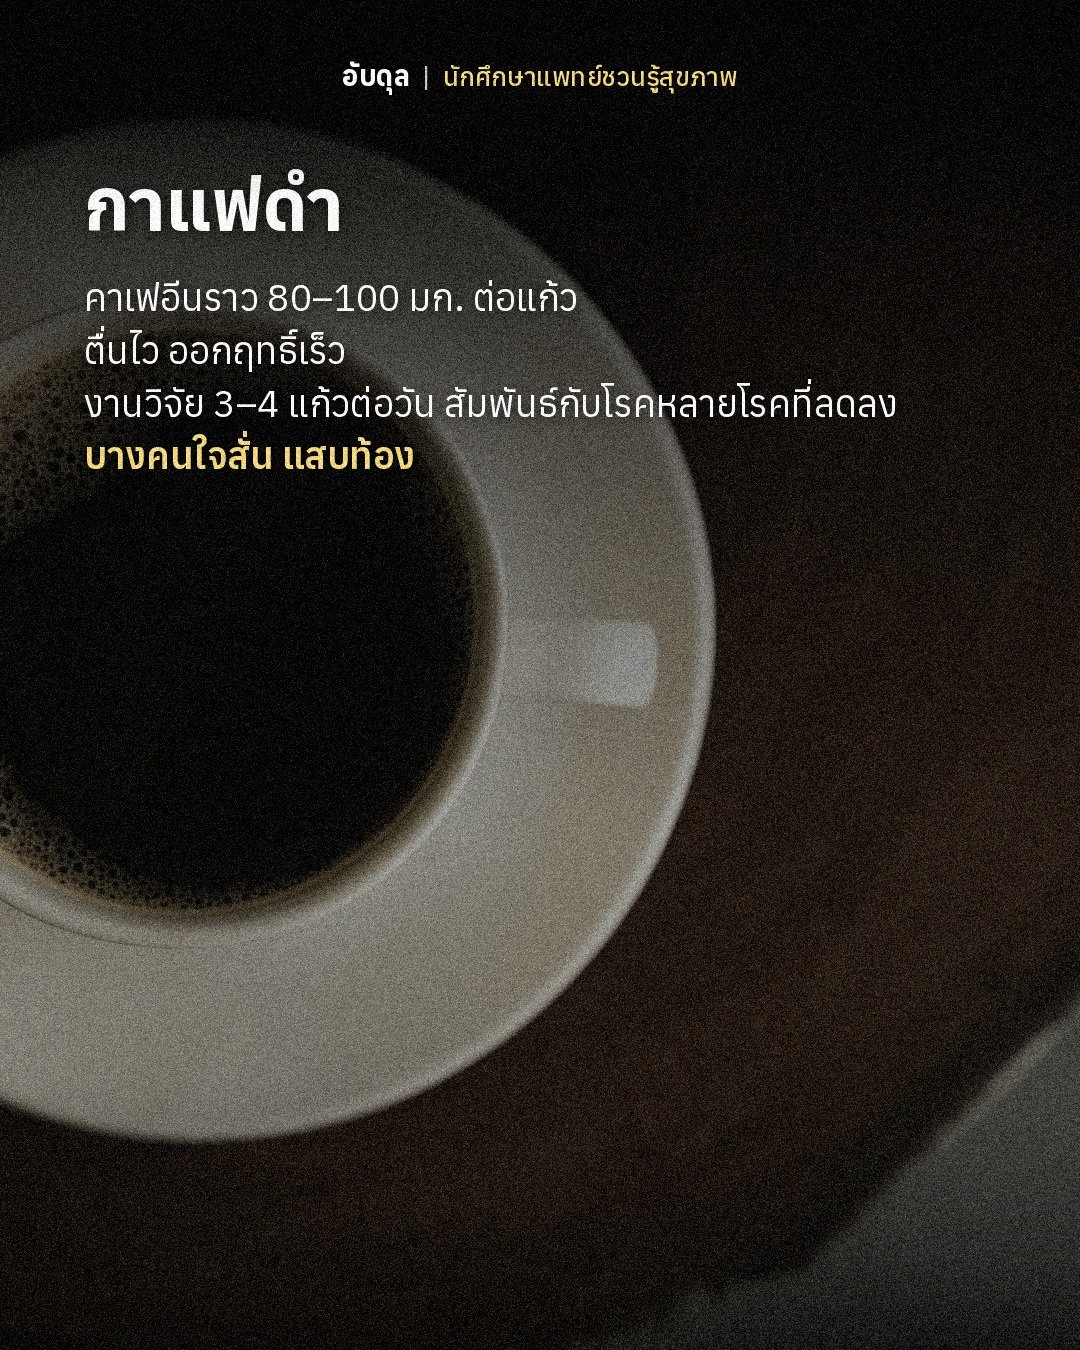 อับดุล | นักศึกษาแพทย์ชวนรู้สุขภาพ
กาแฟดำ
คาเฟอีนราว 80–100 มก. ต่อแก้ว
ตื่นไว ออกฤทธิ์เร็ว
งานวิจัย 3–4 แก้วต่อวัน สัมพันธ์กับโรคหลายโรคที่ลดลง
บางคนใจสั่น แสบท้อง